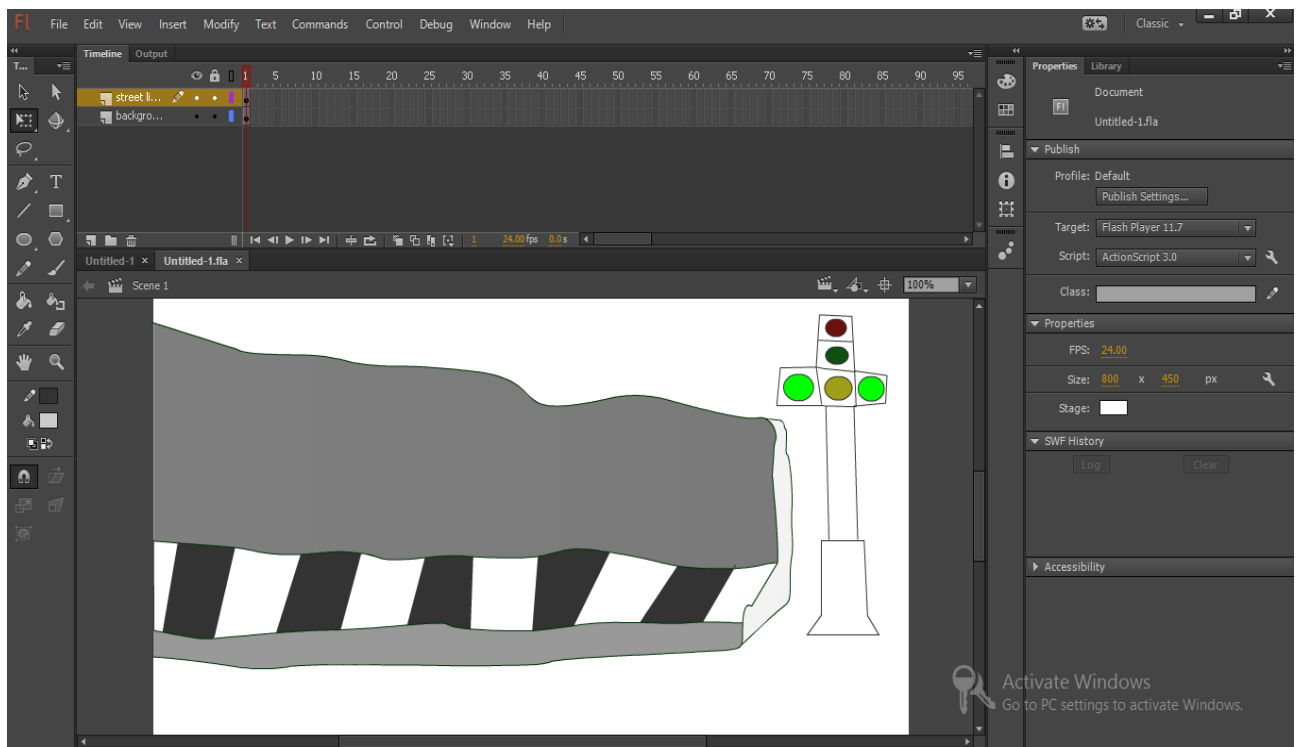 Fl File Edit View Insert Modify Text Commands Control Debug Window Help Classic
Timeline Output
T...
1 5 10 15 20 25 30 35 40 45 50 55 60 65 70 75 80 85 90 95
street li...
backgro...
1 24.00 fps 0.0 s
Untitled-1 × Untitled-1.fla ×
Scene 1 100%
T
Properties Library
Document
Fl
Untitled-1.fla
Publish
Profile: Default
Publish Settings...
Target: Flash Player 11.7
Script: ActionScript 3.0
Class:
Properties
FPS: 24.00
Size: 800 x 450 px
Stage:
SWF History
Log Clear
Accessibility
Activate Windows
Go to PC settings to activate Windows.